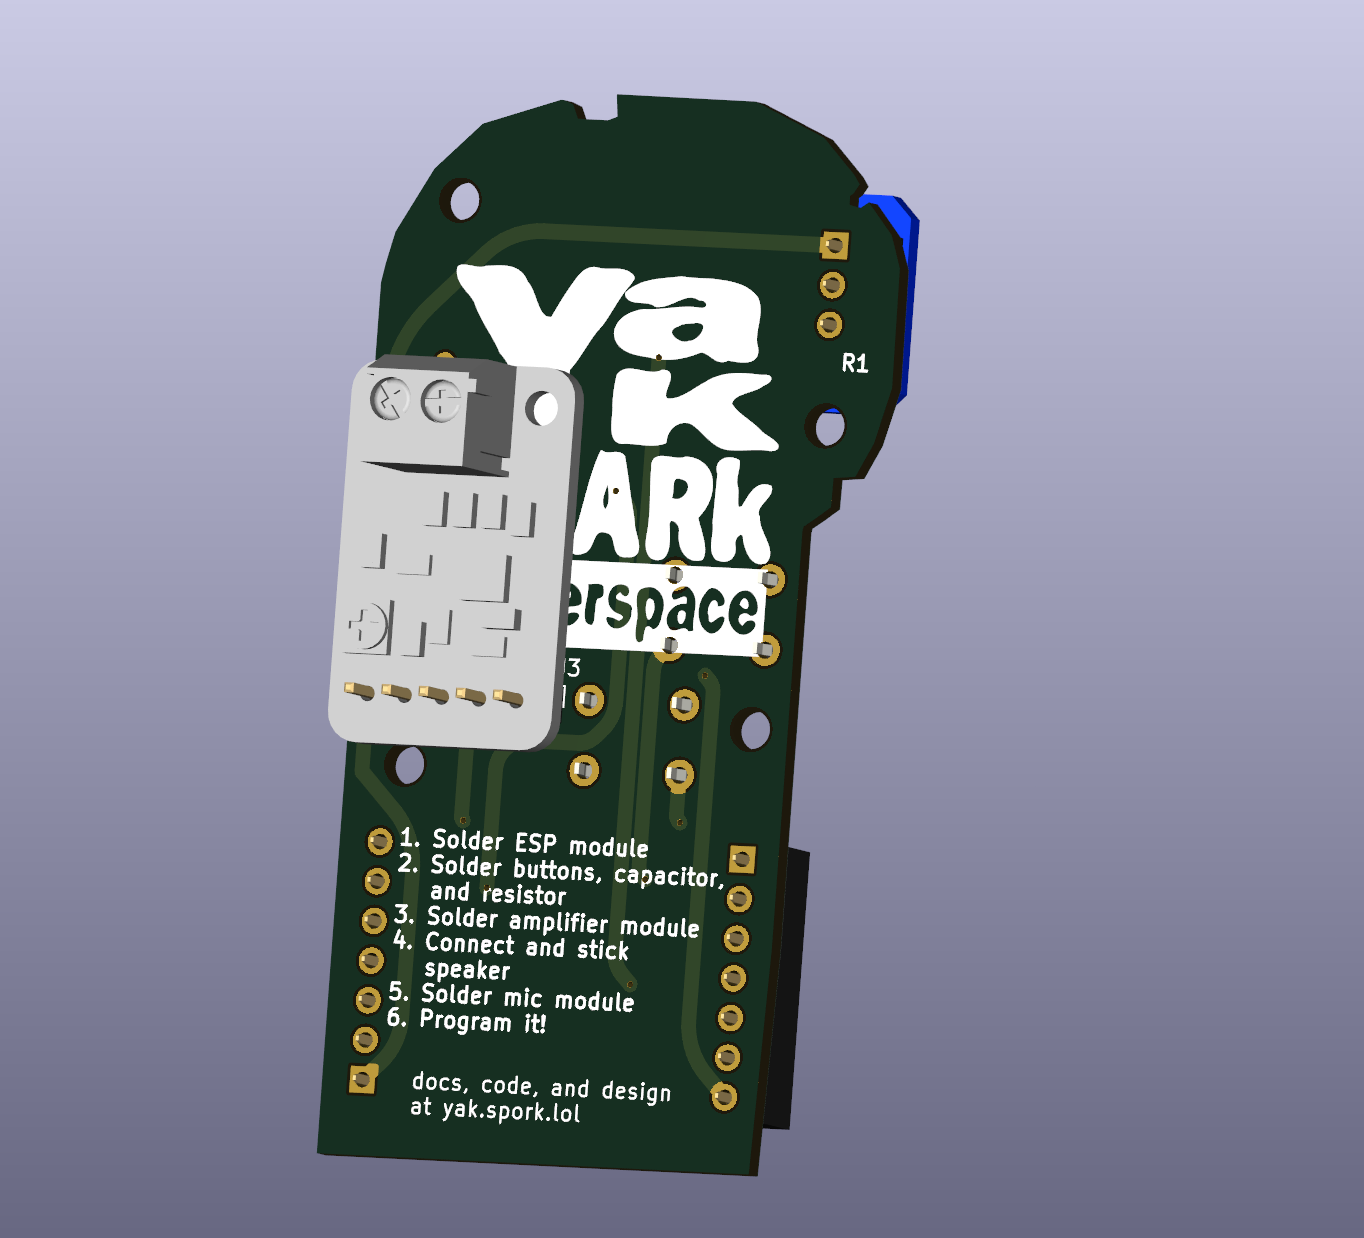 Yak
R1
ARK
erspace
1. Solder ESP module
2. Solder buttons, capacitor,
and resistor
3. Solder amplifier module
4. Connect and stick
speaker
5. Solder mic module
6. Program it!
docs, code, and design
at yak.spork.lol